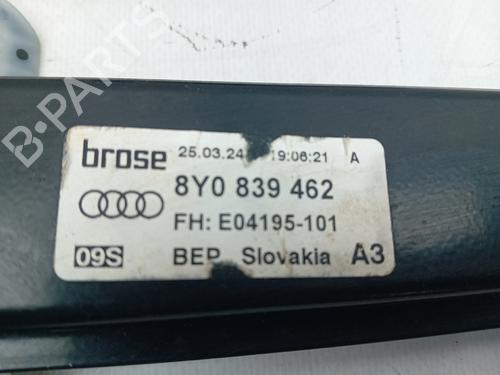 B-PARTS
brose 25.03.24 19:06:21 A
8Y0 839 462
FH: E04195-101
09S BEP Slovakia A3